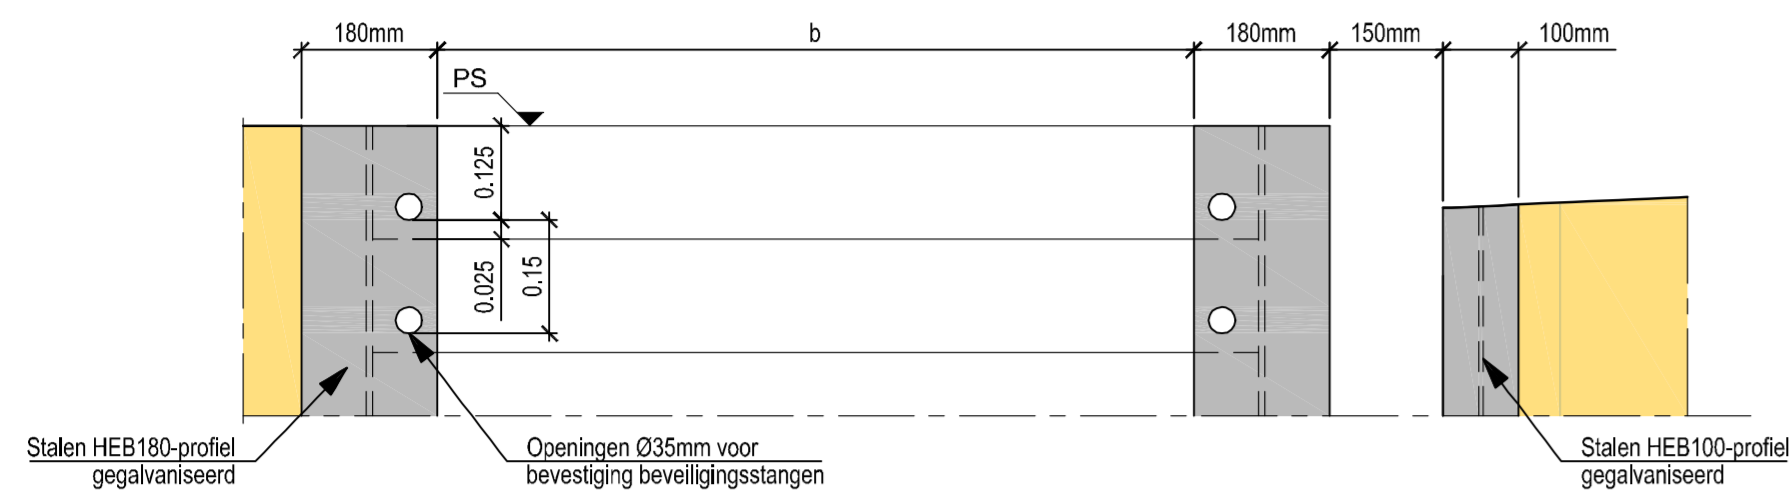 180mm
b
180mm
150mm
100mm
PS
0.125
0.025
0.15
Stalen HEB180-profiel
gegalvaniseerd
Openingen Ø35mm voor
bevestiging beveiligingsstangen
Stalen HEB100-profiel
gegalvaniseerd